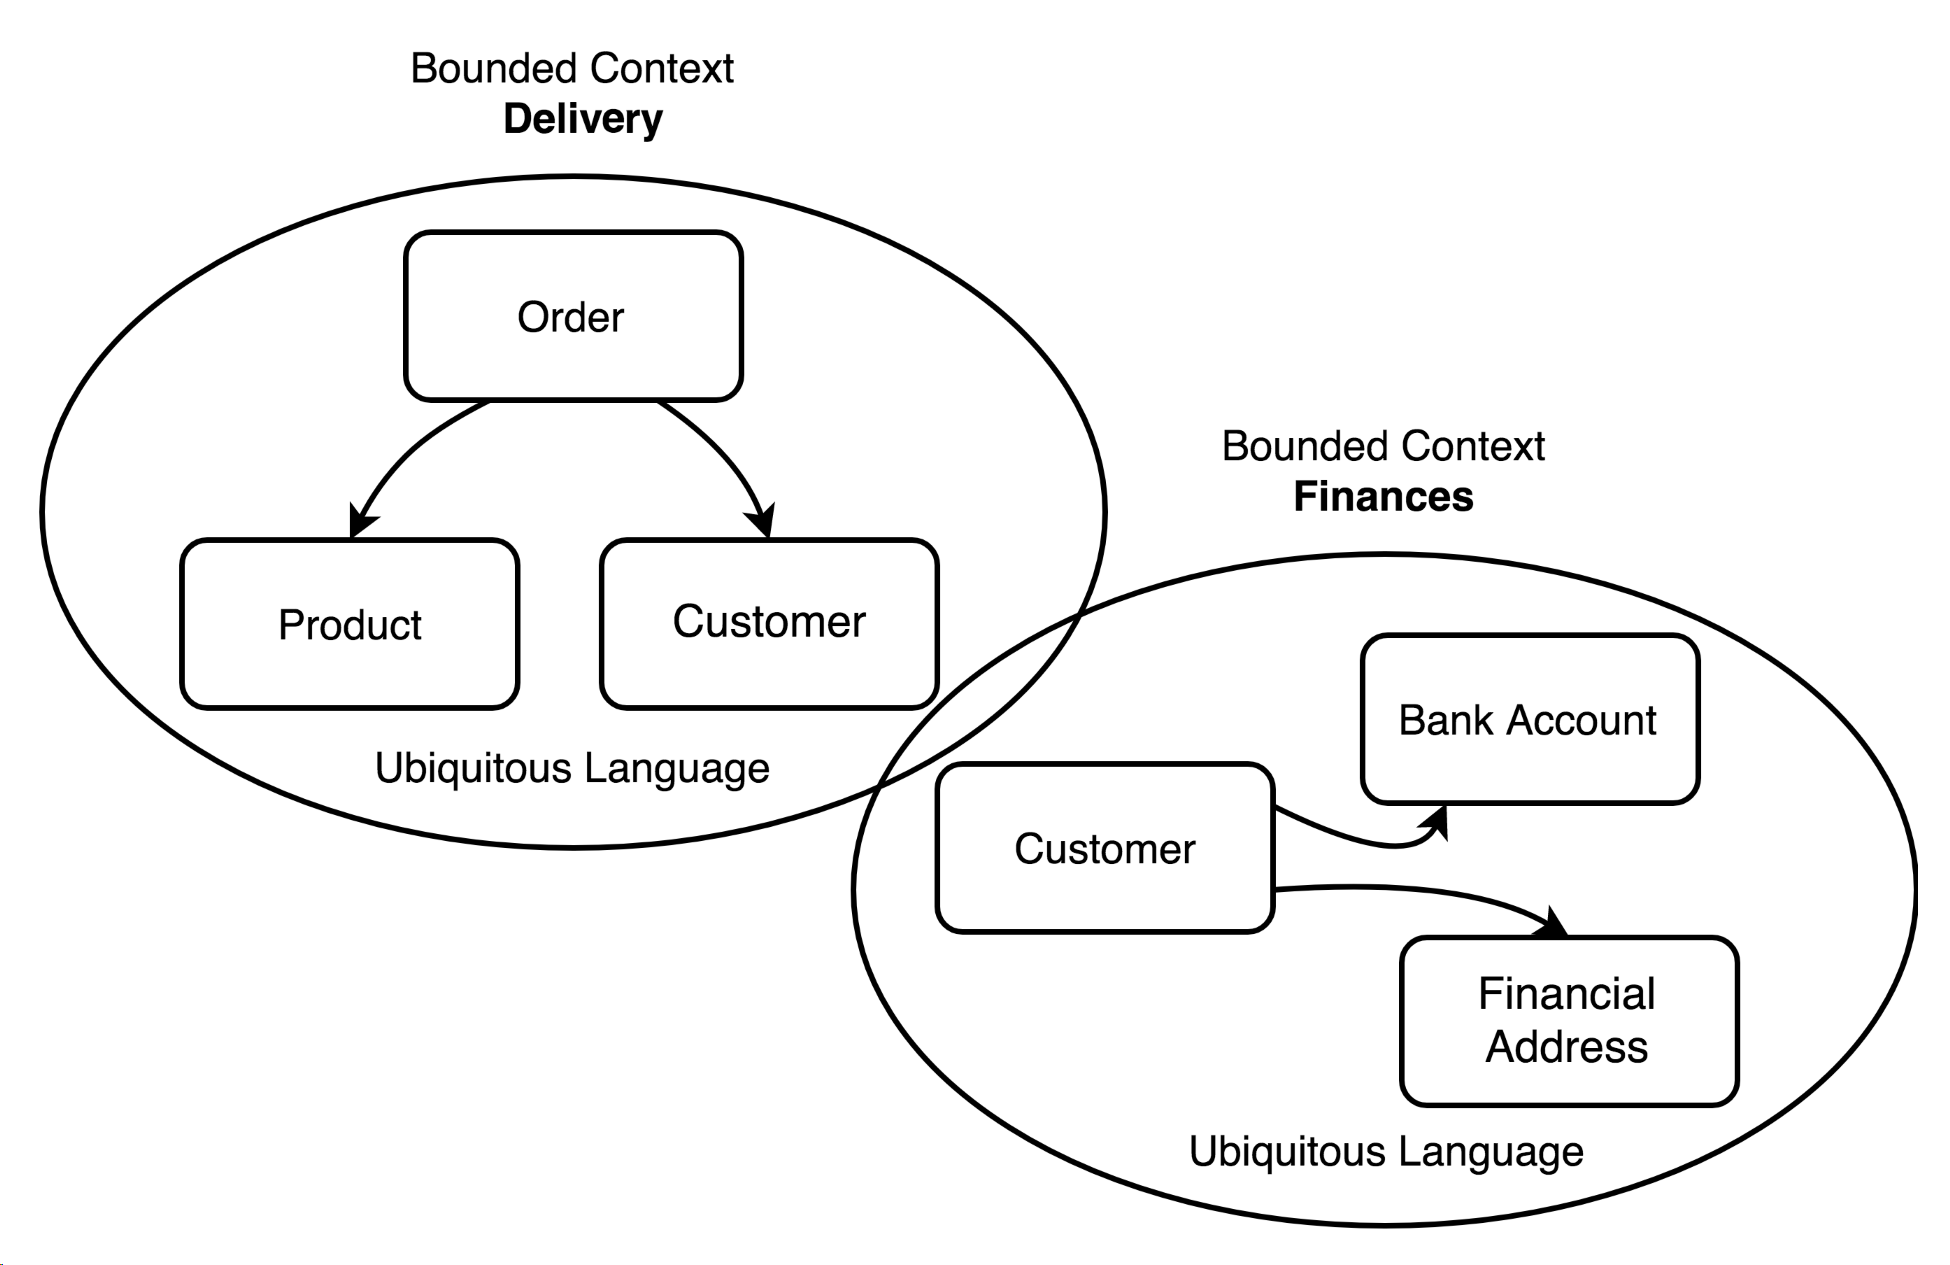 Bounded Context
Delivery
Order
Product
Customer
Ubiquitous Language
Bounded Context
Finances
Bank Account
Customer
Financial
Address
Ubiquitous Language